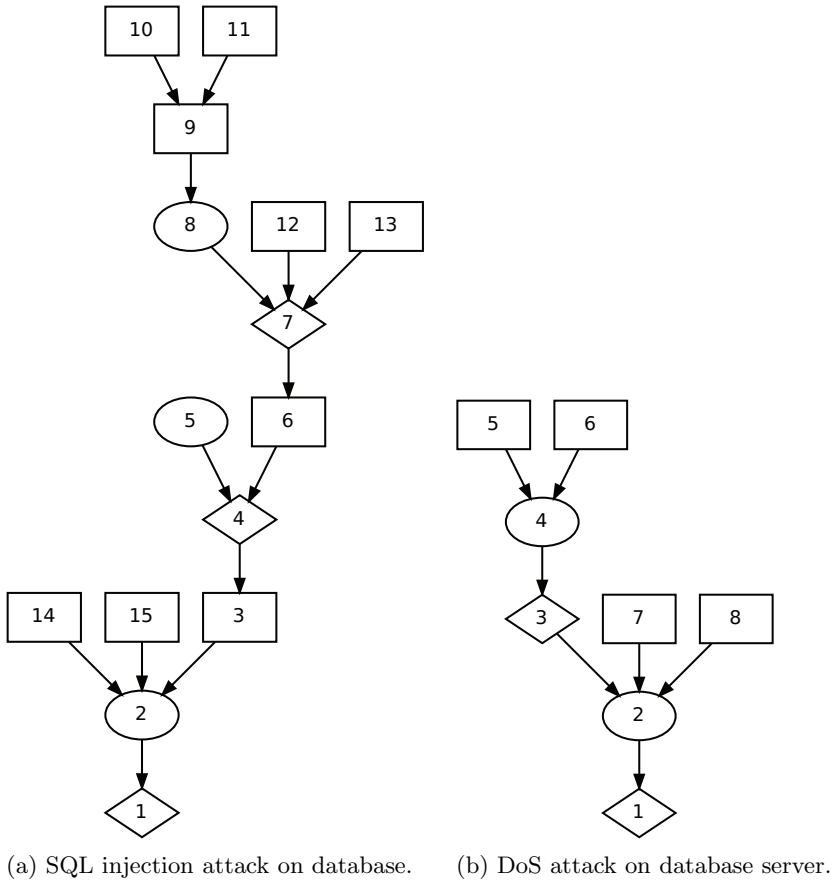 10 11
9
8 12 13
7
5 6
4
14 15 3
2
1
(a) SQL injection attack on database.
5 6
4
3 7 8
2
1
(b) DoS attack on database server.